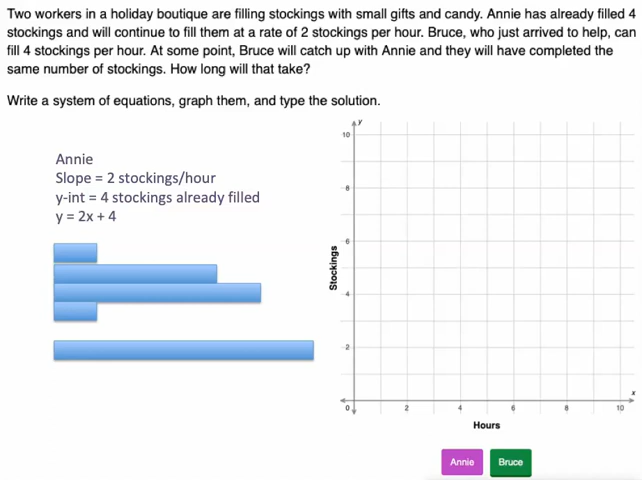 Two workers in a holiday boutique are filling stockings with small gifts and candy. Annie has already filled 4
stockings and will continue to fill them at a rate of 2 stockings per hour. Bruce, who just arrived to help, can
fill 4 stockings per hour. At some point, Bruce will catch up with Annie and they will have completed the
same number of stockings. How long will that take?
Write a system of equations, graph them, and type the solution.
Annie
Slope = 2 stockings/hour
y-int = 4 stockings already filled
y = 2x + 4
y
10
8
6
4
2
0
2
4
6
8
10
x
Stockings
Hours
Annie
Bruce